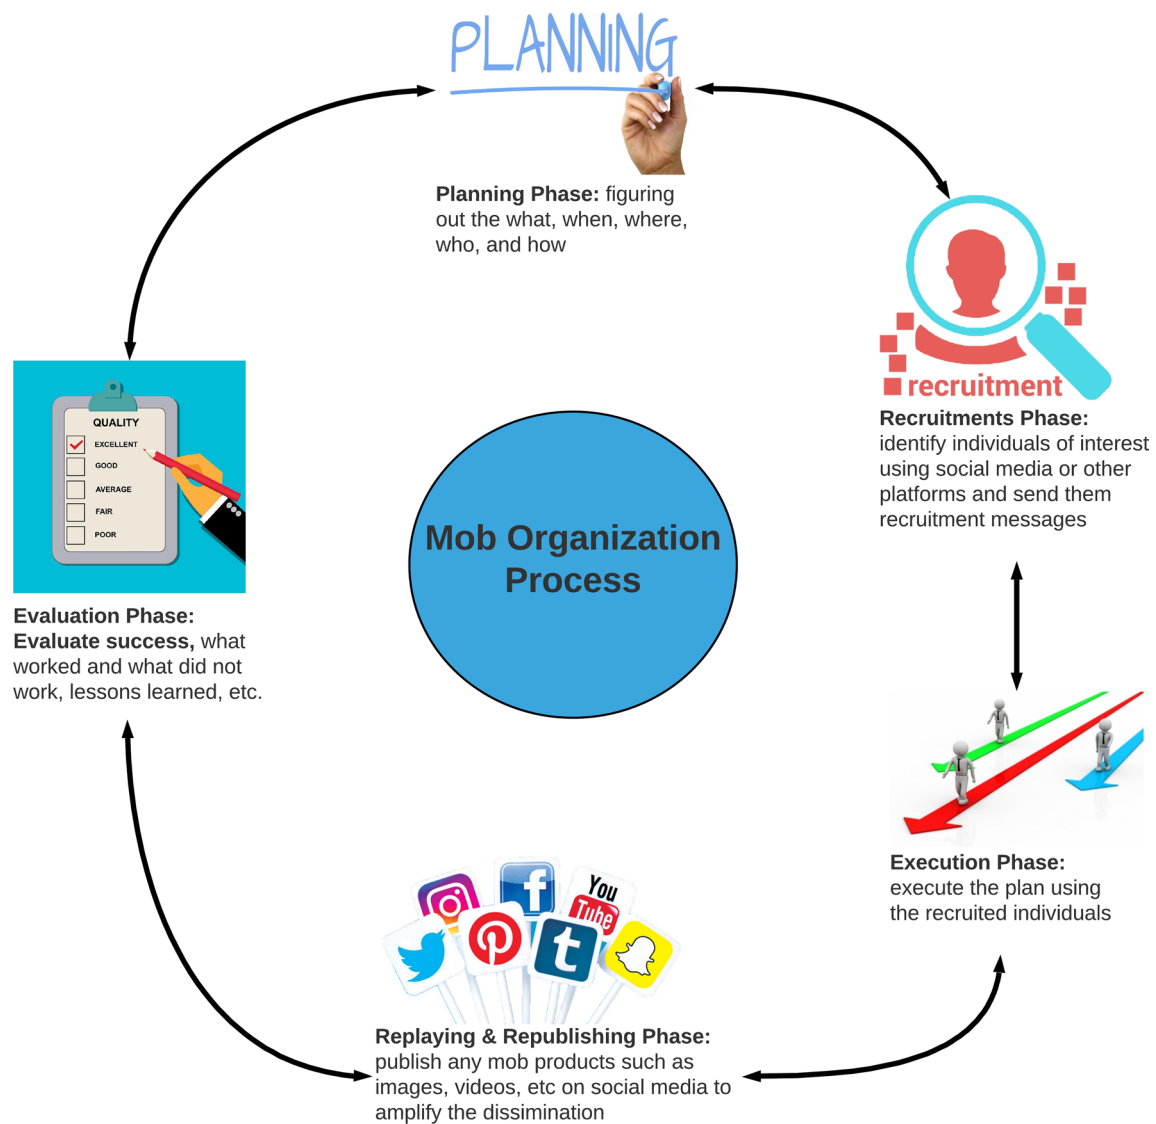 PLANNING
Planning Phase: figuring
out the what, when, where,
who, and how
recruitment
Recruitments Phase:
identify individuals of interest
using social media or other
platforms and send them
recruitment messages
Execution Phase:
execute the plan using
the recruited individuals
f
You
Tube
t
Replaying & Republishing Phase:
publish any mob products such as
images, videos, etc on social media to
amplify the dissimination
QUALITY
EXCELLENT
GOOD
AVERAGE
FAIR
POOR
Evaluation Phase:
Evaluate success, what
worked and what did not
work, lessons learned, etc.
Mob Organization
Process